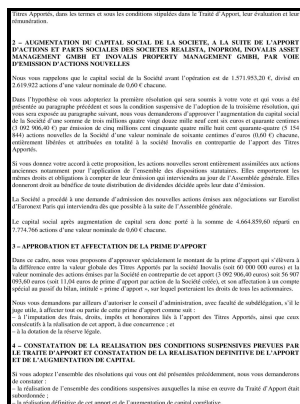 Titres Apportés, dans les termes et sous les conditions stipulées dans le Traité d'Apport, leur évaluation et leur
rémunération.
2 – AUGMENTATION DU CAPITAL SOCIAL DE LA SOCIETE, A LA SUITE DE L'APPORT
D'ACTIONS ET PARTS SOCIALES DES SOCIETES REALISTA, INOPROM, INOVALIS ASSET
MANAGEMENT GMBH ET INOVALIS PROPERTY MANAGEMENT GMBH, PAR VOIE
D'EMISSION D'ACTIONS NOUVELLES
Nous vous rappelons que le capital social de la Société avant l'opération est de 1.571.953,20 €, divisé en
2.619.922 actions d'une valeur nominale de 0,60 € chacune.
Dans l'hypothèse où vous adopteriez la première résolution qui sera soumis à votre vote et qui vous a été
présentée au paragraphe précédent et sous la condition suspensive de l'adoption de la troisième résolution, qui
vous sera exposée au paragraphe suivant, nous vous demanderons d'approuver l'augmentation du capital social
de la Société d'une somme de trois millions quatre vingt douze mille neuf cent six euros et quarante centimes
(3 092 906,40 €) par émission de cinq millions cent cinquante quatre mille huit cent quarante-quatre (5 154
844) actions nouvelles de la Société d'une valeur nominale de soixante centimes d'euros (0,60 €) chacune,
entièrement libérées et attribuées en totalité à la société Inovalis en contrepartie de l'apport des Titres
Apportés.
Si vous donnez votre accord à cette proposition, les actions nouvelles seront entièrement assimilées aux actions
anciennes notamment pour l'application de l'ensemble des dispositions statutaires. Elles emporteront les
mêmes droits et obligations à compter de leur émission qui interviendra au jour de l'Assemblée générale. Elles
donneront droit au bénéfice de toute distribution de dividendes décidée après leur date d'émission.
La Société a procédé à une demande d'admission des nouvelles actions émises aux négociations sur Eurolist
d'Euronext Paris qui interviendra dès que possible à la suite de l'Assemblée générale.
Le capital social après augmentation de capital sera donc porté à la somme de 4.664.859,60 réparti en
7.774.766 actions d'une valeur nominale de 0,60 € chacune.
3 – APPROBATION ET AFFECTATION DE LA PRIME D'APPORT
Dans ce cadre, nous vous proposons d'approuver spécialement le montant de la prime d'apport qui s'élèvera à
la différence entre la valeur globale des Titres Apportés par la société Inovalis (soit 60 000 000 euros) et la
valeur nominale des actions émises par la Société en contrepartie de cet apport (3 092 906,40 euros) soit 56 907
093,60 euros (soit 11,04 euros de prime d'apport par action de la Société créée), et son affectation à un compte
spécial au passif du bilan, intitulé « prime d'apport », sur lequel porteraient les droits de tous les actionnaires.
Nous vous demandons par ailleurs d'autoriser le conseil d'administration, avec faculté de subdélégation, s'il le
juge utile, à affecter tout ou partie de cette prime d'apport comme suit :
– à l'imputation des frais, droits, impôts et honoraires liés à l'apport des Titres Apportés, ainsi que ceux
consécutifs à la réalisation de cet apport, à due concurrence ; et
– à la dotation de la réserve légale.
4 – CONSTATATION DE LA REALISATION DES CONDITIONS SUSPENSIVES PREVUES PAR
LE TRAITE D'APPORT ET CONSTATATION DE LA REALISATION DEFINITIVE DE L'APPORT
ET DE L'AUGMENTATION DE CAPITAL
Si vous adoptez l'ensemble des résolutions qui vous ont été présentées précédemment, nous vous demanderons
de constater :
– la réalisation de l'ensemble des conditions suspensives auxquelles la mise en œuvre du Traité d'Apport était
subordonnée ;
– la réalisation définitive de cet apport et de l'augmentation de capital corrélative.